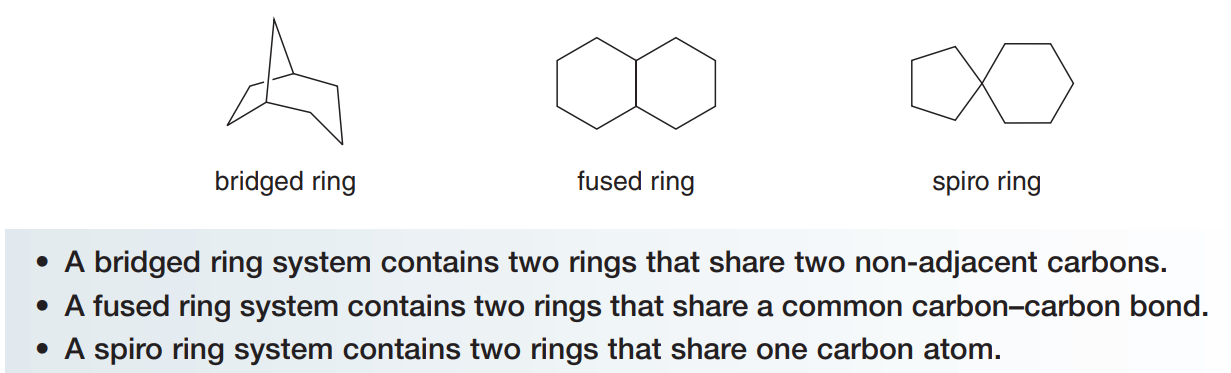 bridged ring fused ring spiro ring
• A bridged ring system contains two rings that share two non-adjacent carbons.
• A fused ring system contains two rings that share a common carbon–carbon bond.
• A spiro ring system contains two rings that share one carbon atom.